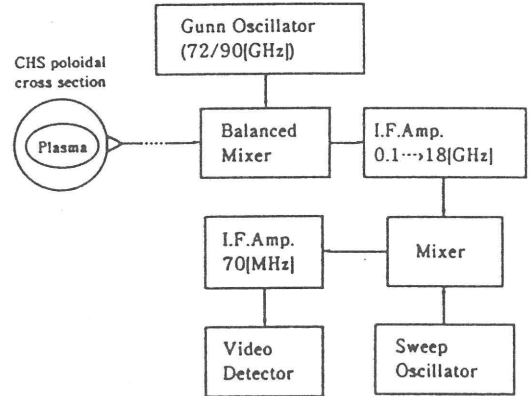 Gunn Oscillator
(72/90[GHz])
CHS poloidal
cross section
Plasma
Balanced
Mixer
I.F.Amp.
0.1···→18[GHz]
I.F.Amp.
70[MHz]
Mixer
Video
Detector
Sweep
Oscillator